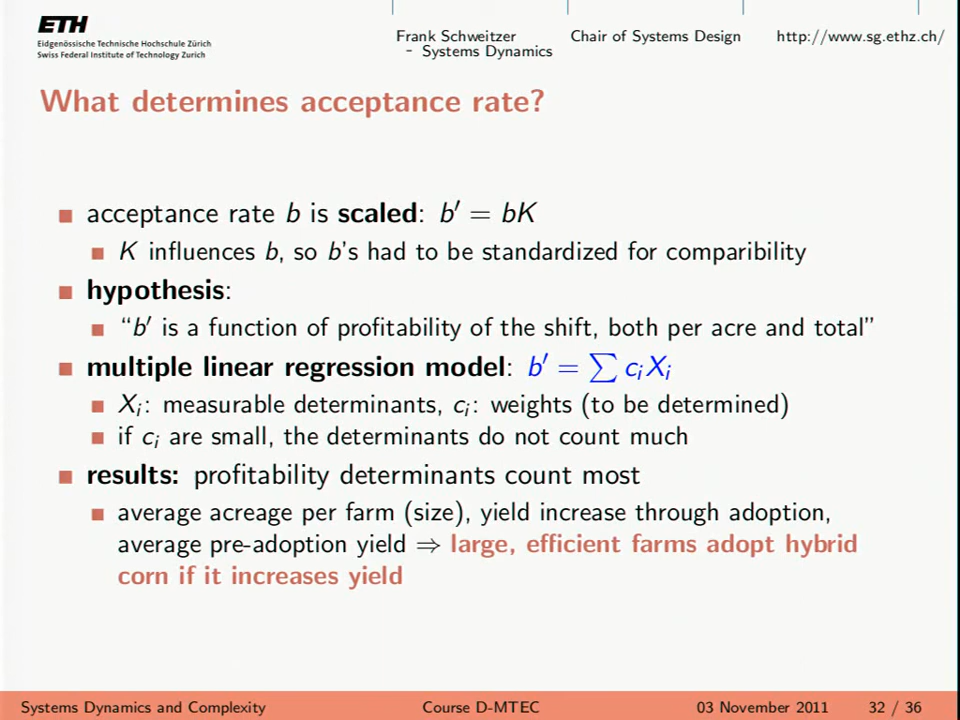 ETH
Eidgenössische Technische Hochschule Zürich
Swiss Federal Institute of Technology Zurich
Frank Schweitzer
- Systems Dynamics
Chair of Systems Design
http://www.sg.ethz.ch/
What determines acceptance rate?
acceptance rate b is scaled: b′ = bK
K influences b, so b's had to be standardized for comparibility
hypothesis:
“b′ is a function of profitability of the shift, both per acre and total”
multiple linear regression model: b′ = ∑ cᵢXᵢ
Xᵢ: measurable determinants, cᵢ: weights (to be determined)
if cᵢ are small, the determinants do not count much
results: profitability determinants count most
average acreage per farm (size), yield increase through adoption,
average pre-adoption yield ⇒ large, efficient farms adopt hybrid
corn if it increases yield
Systems Dynamics and Complexity
Course D-MTEC
03 November 2011
32 / 36